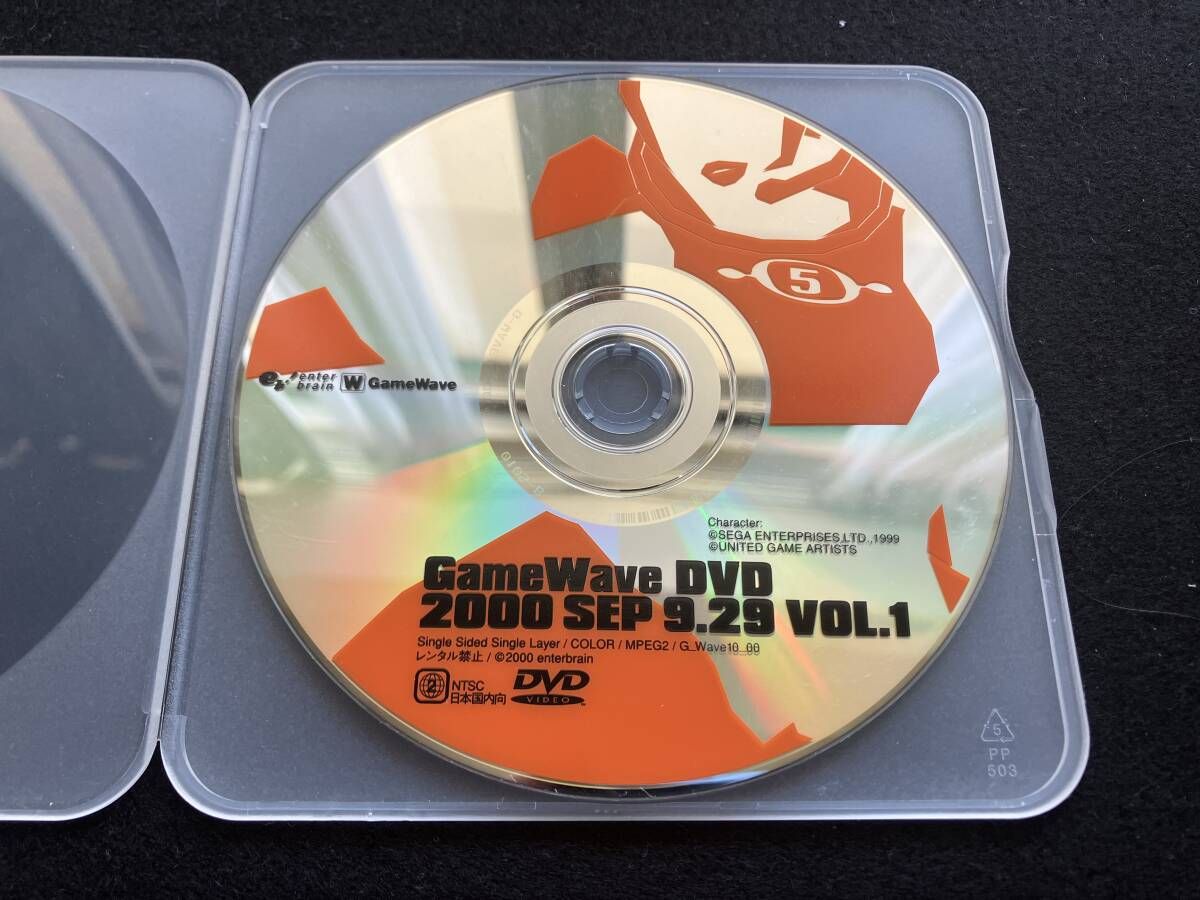 5
enter
brain
W GameWave
Character:
©SEGA ENTERPRISES,LTD.,1999
©UNITED GAME ARTISTS
GameWave DVD
2000 SEP 9.29 VOL.1
Single Sided Single Layer / COLOR / MPEG2 / G_Wave10_00
レンタル禁止 / ©2000 enterbrain
2 NTSC
日本国内向
DVD
VIDEO
5
PP
503